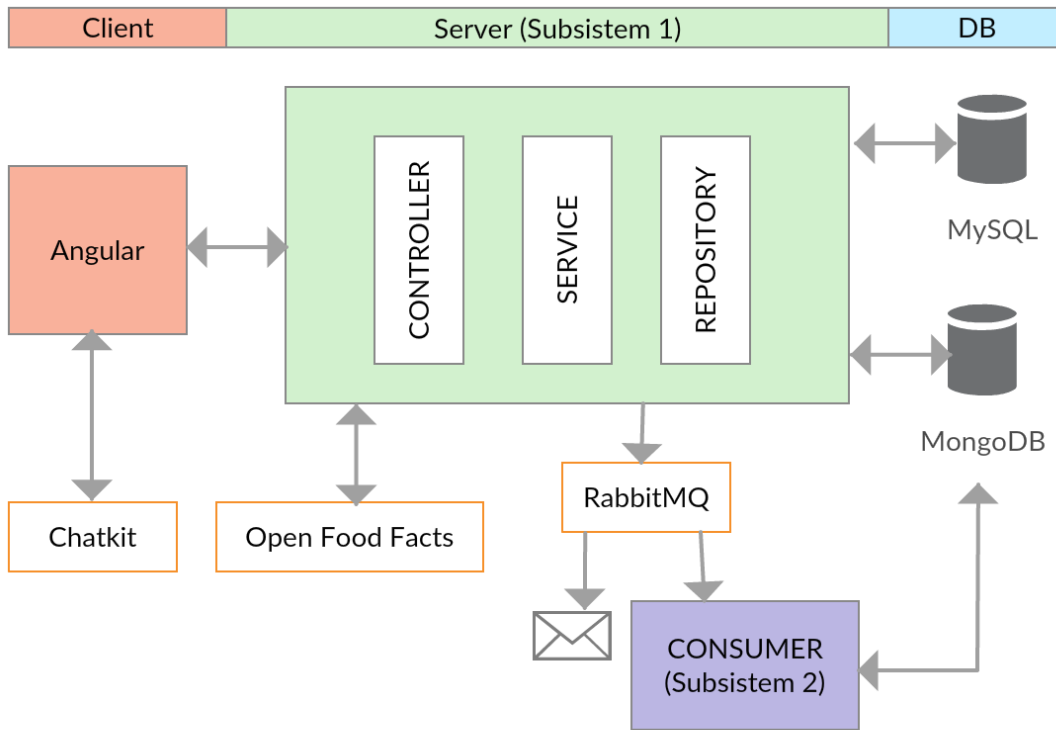 Client
Server (Subsistem 1)
DB
Angular
CONTROLLER
SERVICE
REPOSITORY
MySQL
MongoDB
Chatkit
Open Food Facts
RabbitMQ
CONSUMER
(Subsistem 2)